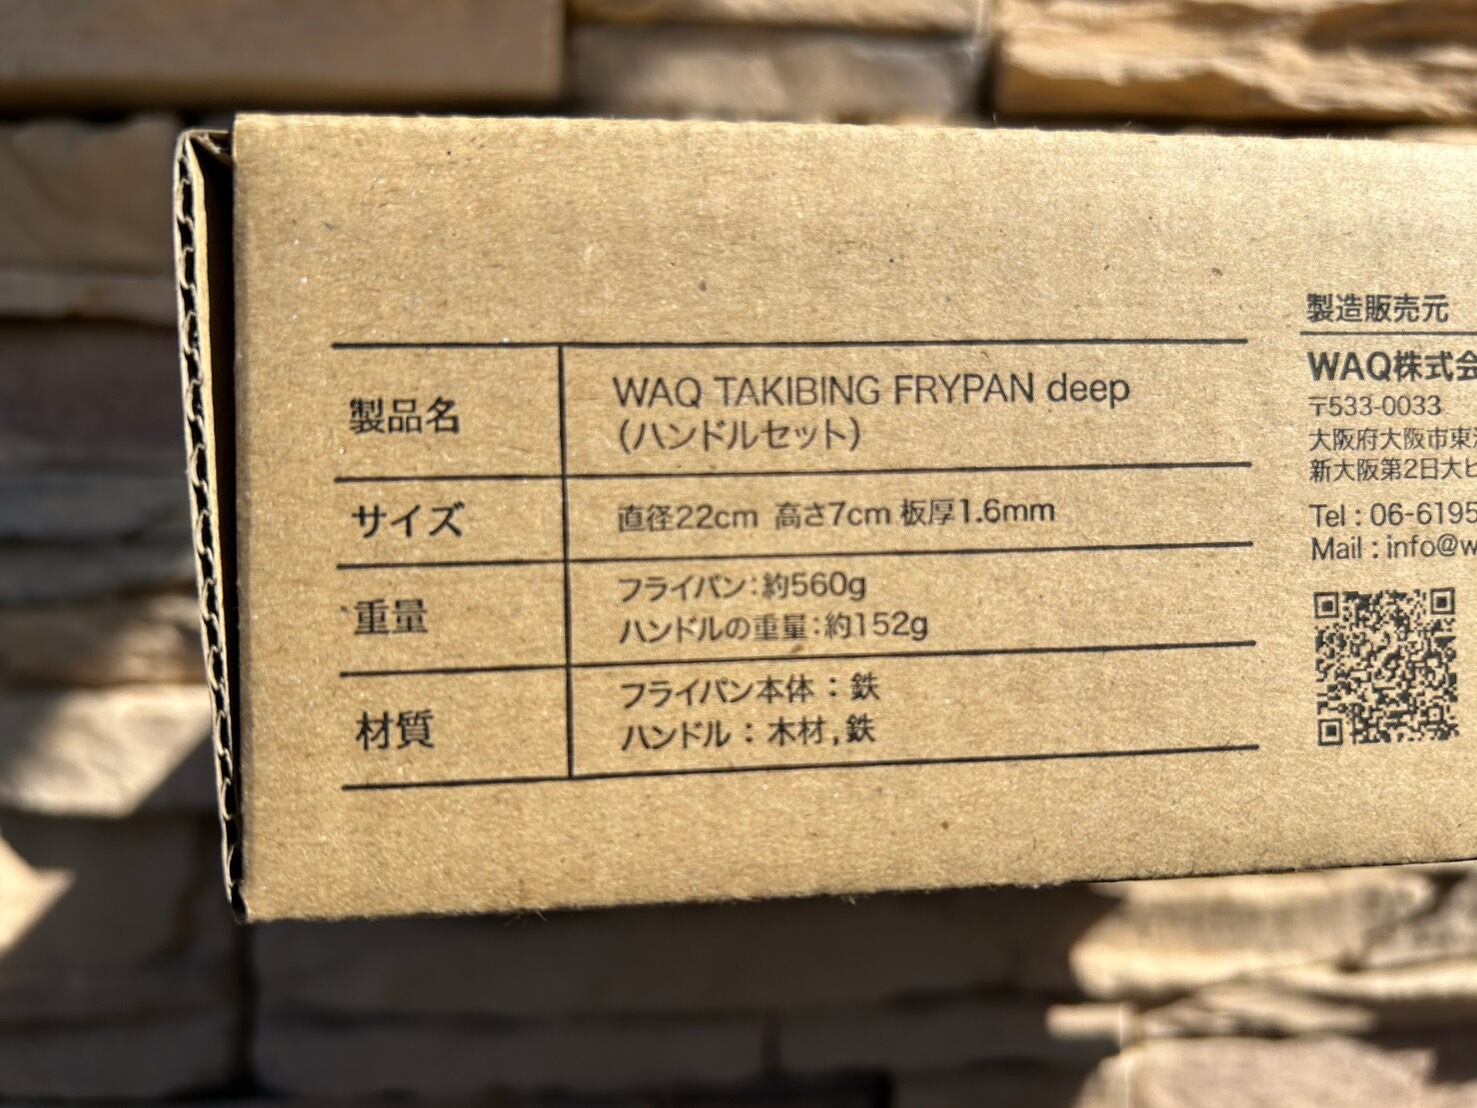 製品名
WAQ TAKIBING FRYPAN deep
(ハンドルセット)
サイズ
直径22cm 高さ7cm 板厚1.6mm
重量
フライパン:約560g
ハンドルの重量:約152g
材質
フライパン本体:鉄
ハンドル:木材,鉄
製造販売元
WAQ株式会
〒533-0033
大阪府大阪市東
新大阪第2日大ビ
Tel : 06-6195
Mail : info@w